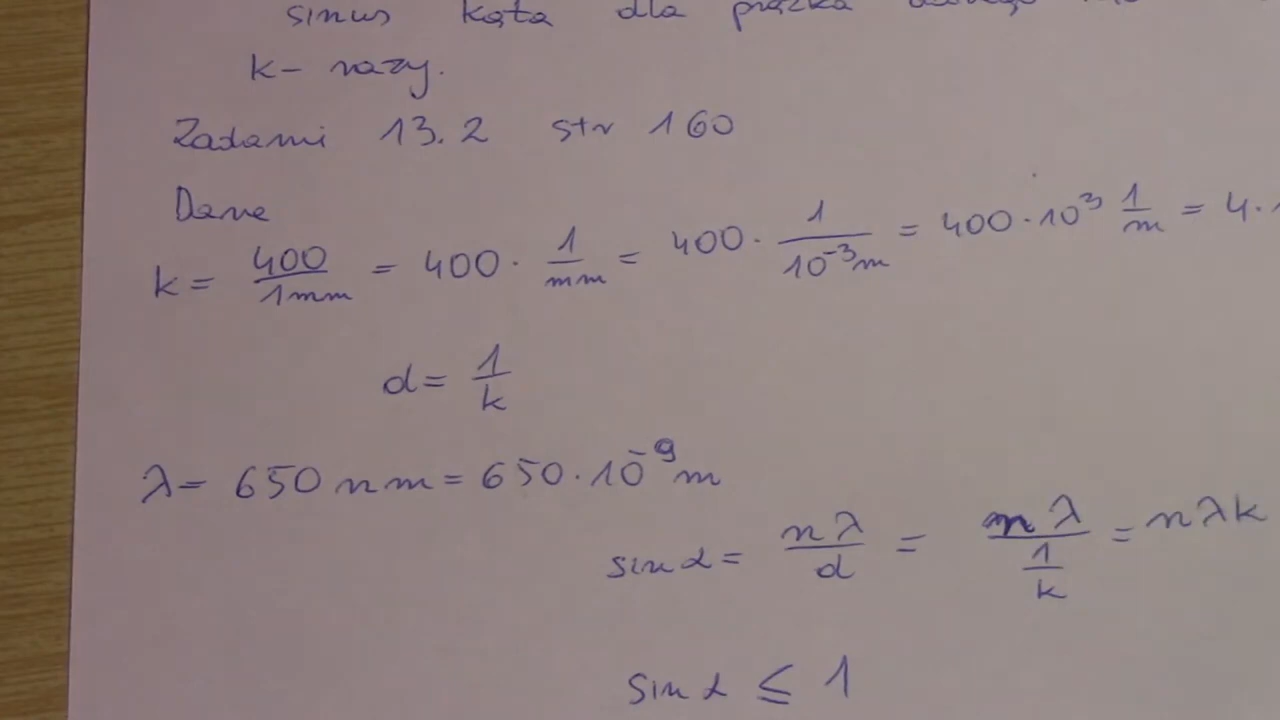 sinus kąta dla prążka
k- razy.
Zadanie 13.2 str 160
Dane
k = 400/1mm = 400 · 1/mm = 400 · 1/10⁻³m = 400 · 10³ 1/m = 4 · 1
d = 1/k
λ = 650 nm = 650 · 10⁻⁹ m
sin α = nλ/d = nλ/(1/k) = nλk
sin α ≤ 1